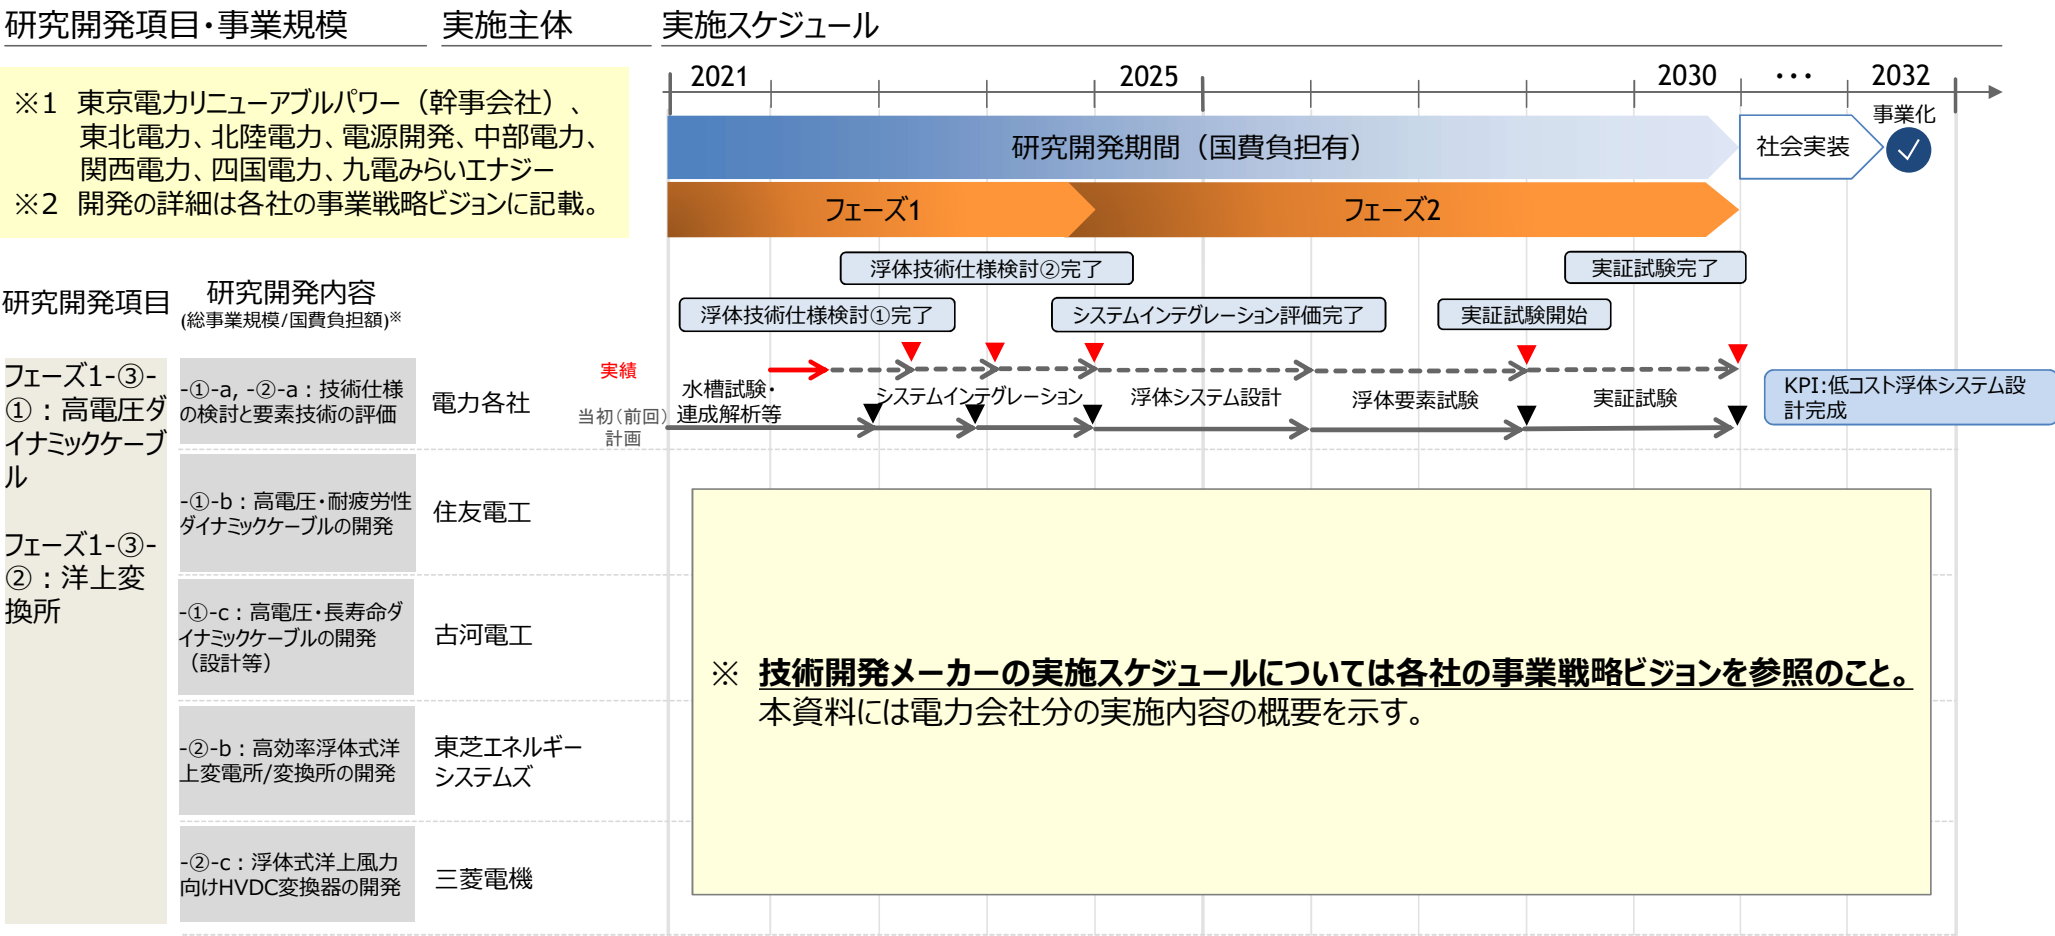 研究開発項目・事業規模
実施主体
実施スケジュール
※1 東京電力リニューアブルパワー（幹事会社）、
東北電力、北陸電力、電源開発、中部電力、
関西電力、四国電力、九電みらいエナジー
※2 開発の詳細は各社の事業戦略ビジョンに記載。
2021
2025
2030
･･･
2032
事業化
研究開発期間（国費負担有）
社会実装
フェーズ1
フェーズ2
浮体技術仕様検討②完了
実証試験完了
浮体技術仕様検討①完了
システムインテグレーション評価完了
実証試験開始
研究開発項目
研究開発内容
(総事業規模/国費負担額)※
フェーズ1-③-
①：高電圧ダ
イナミックケーブ
ル
フェーズ1-③-
②：洋上変
換所
-①-a, -②-a：技術仕様
の検討と要素技術の評価
電力各社
実績
当初（前回）
計画
水槽試験・
連成解析等
システムインテグレーション
浮体システム設計
浮体要素試験
実証試験
KPI:低コスト浮体システム設
計完成
-①-b：高電圧・耐疲労性
ダイナミックケーブルの開発
住友電工
-①-c：高電圧・長寿命ダ
イナミックケーブルの開発
（設計等）
古河電工
-②-b：高効率浮体式洋
上変電所/変換所の開発
東芝エネルギー
システムズ
-②-c：浮体式洋上風力
向けHVDC変換器の開発
三菱電機
※ 技術開発メーカーの実施スケジュールについては各社の事業戦略ビジョンを参照のこと。
本資料には電力会社分の実施内容の概要を示す。